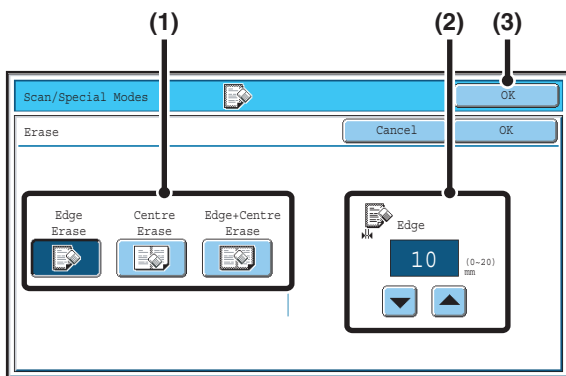 (1) (2) (3)
Scan/Special Modes OK
Erase Cancel OK
Edge Centre Edge+Centre
Erase Erase Erase
Edge
10 (0~20)
mm